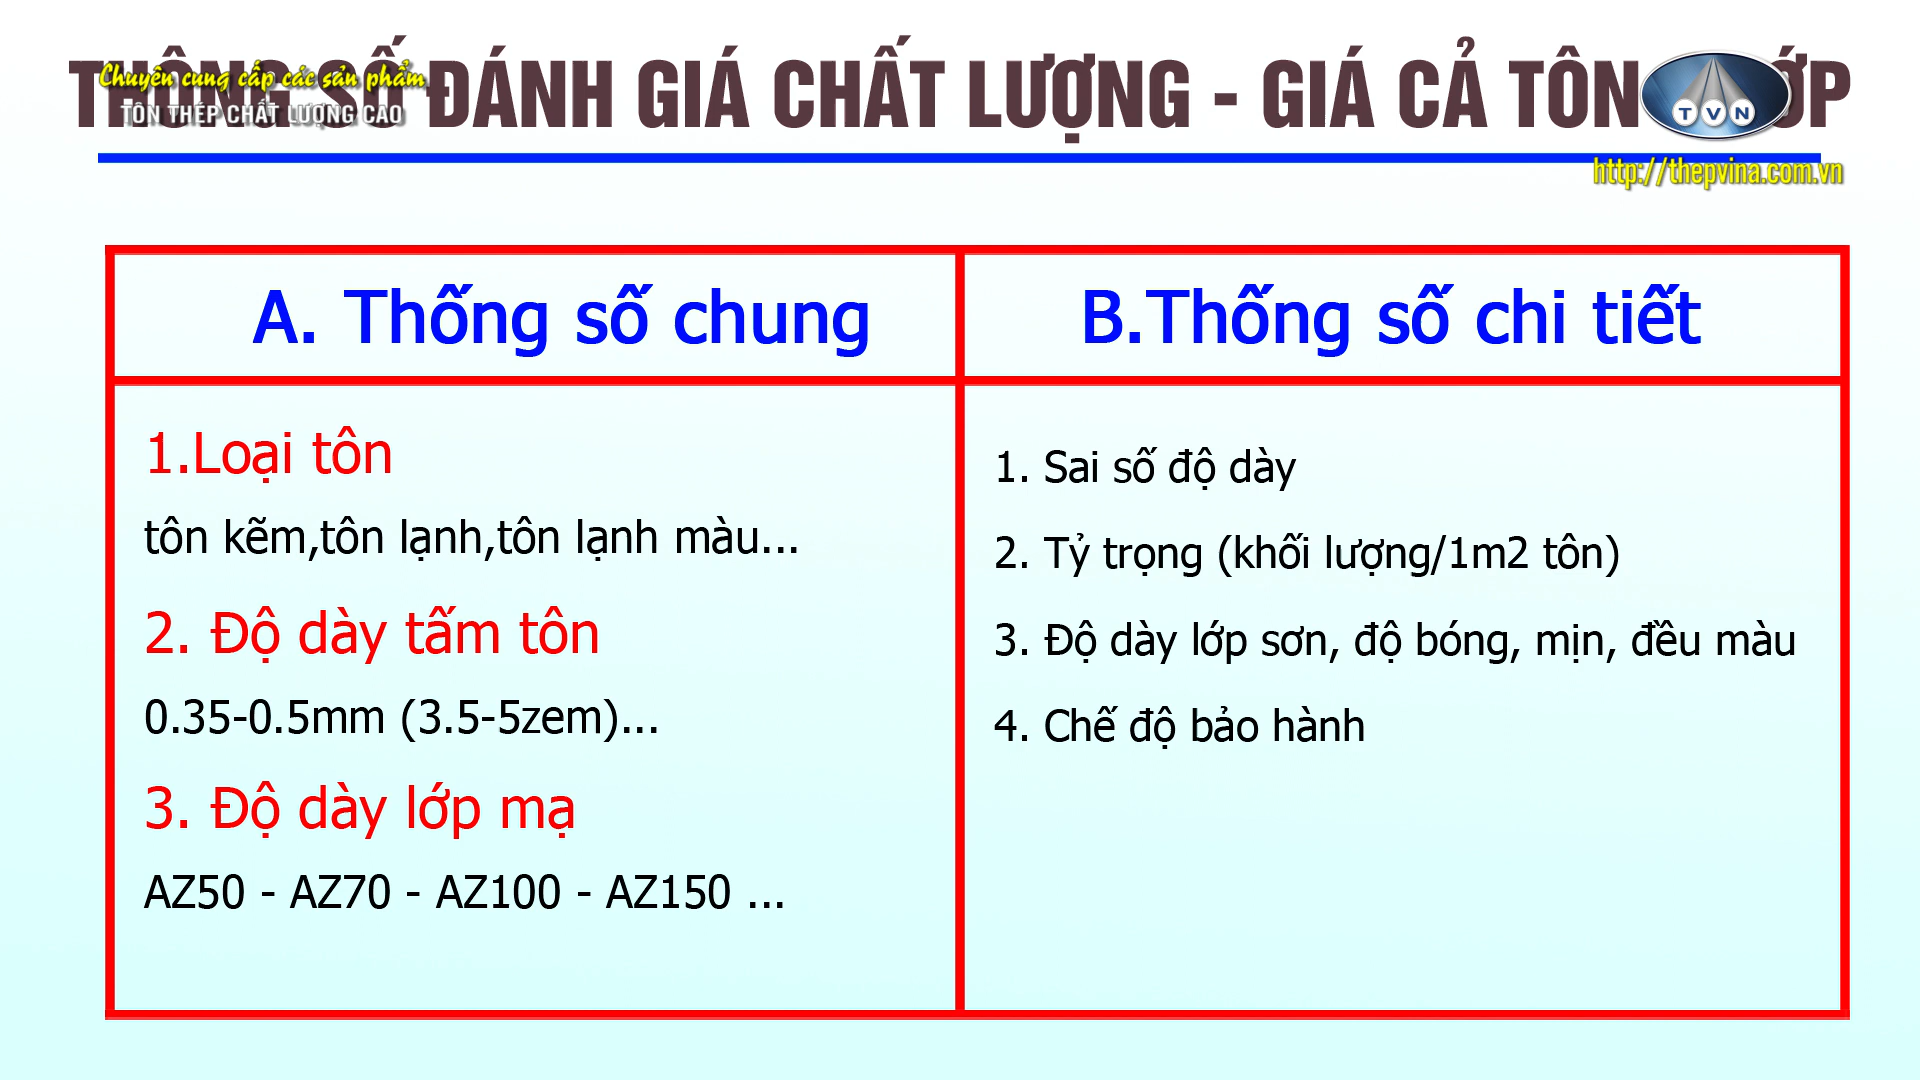 THÔNG SỐ ĐÁNH GIÁ CHẤT LƯỢNG - GIÁ CẢ TÔN
Chuyên cung cấp các sản phẩm
TÔN THÉP CHẤT LƯỢNG CAO
TVN
http://thepvina.com.vn
A. Thống số chung
B.Thống số chi tiết
1.Loại tôn
tôn kẽm,tôn lạnh,tôn lạnh màu...
2. Độ dày tấm tôn
0.35-0.5mm (3.5-5zem)...
3. Độ dày lớp mạ
AZ50 - AZ70 - AZ100 - AZ150 ...
1. Sai số độ dày
2. Tỷ trọng (khối lượng/1m2 tôn)
3. Độ dày lớp sơn, độ bóng, mịn, đều màu
4. Chế độ bảo hành